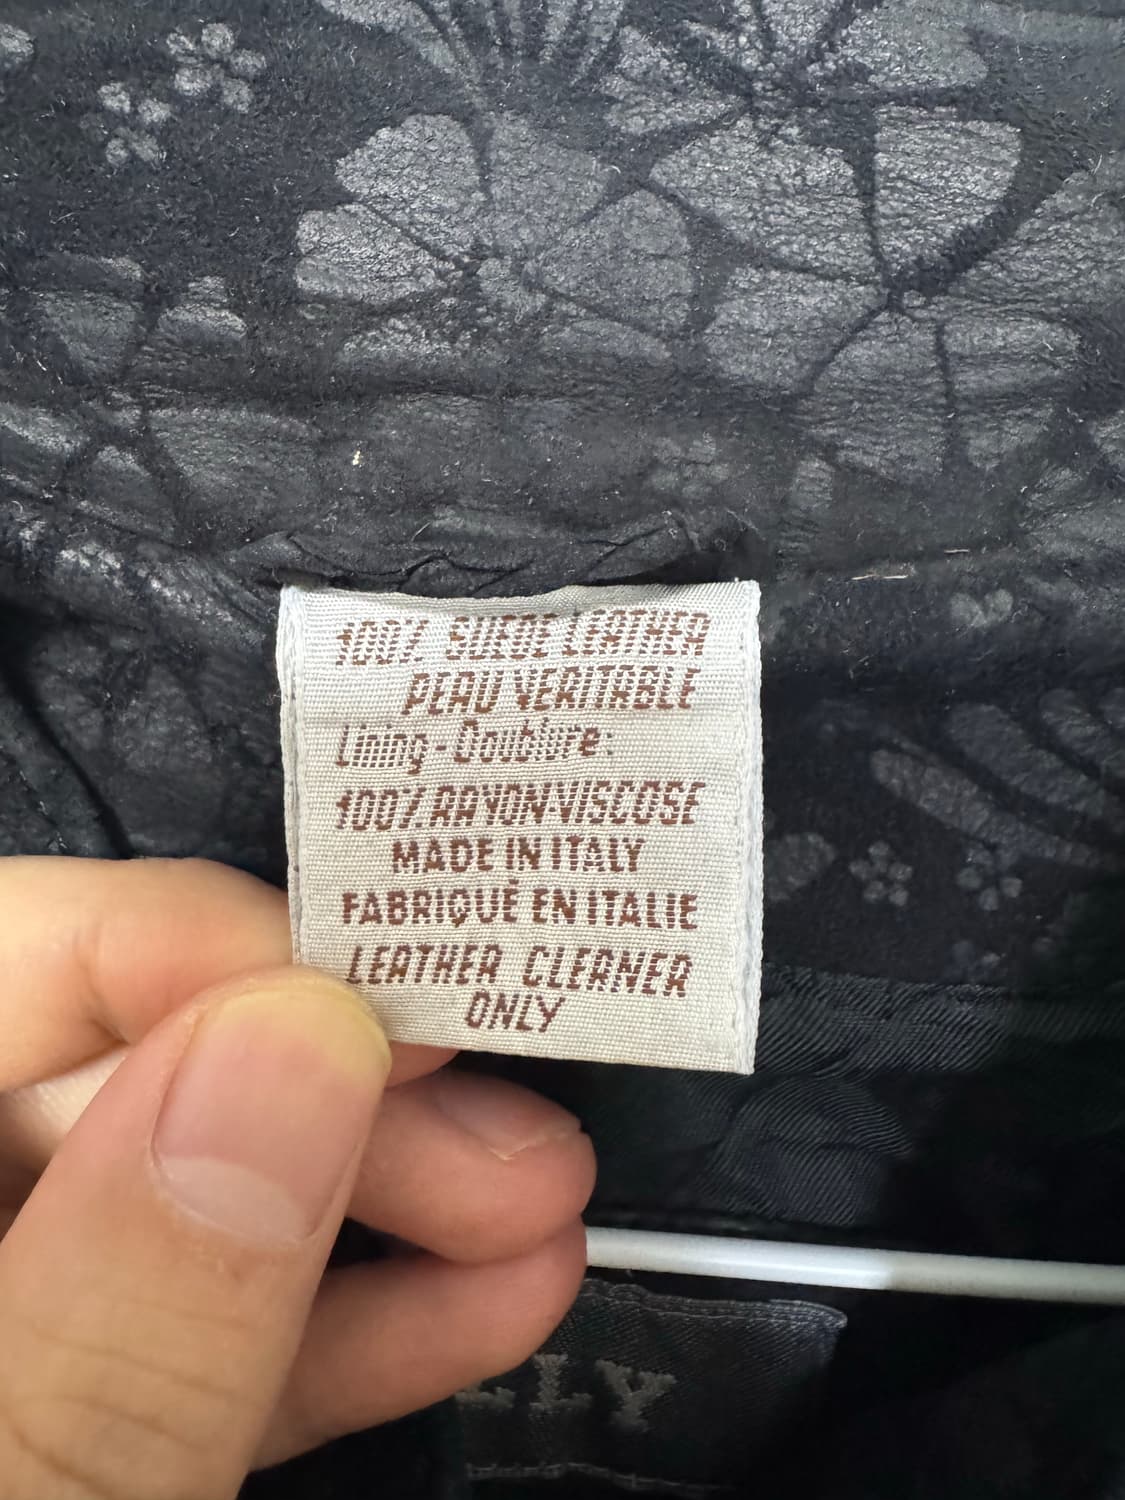 100% SUEDE LEATHER
PEAU VERITABLE
Lining - Doublure:
100% RAYON-VISCOSE
MADE IN ITALY
FABRIQUÉ EN ITALIE
LEATHER CLEANER
ONLY